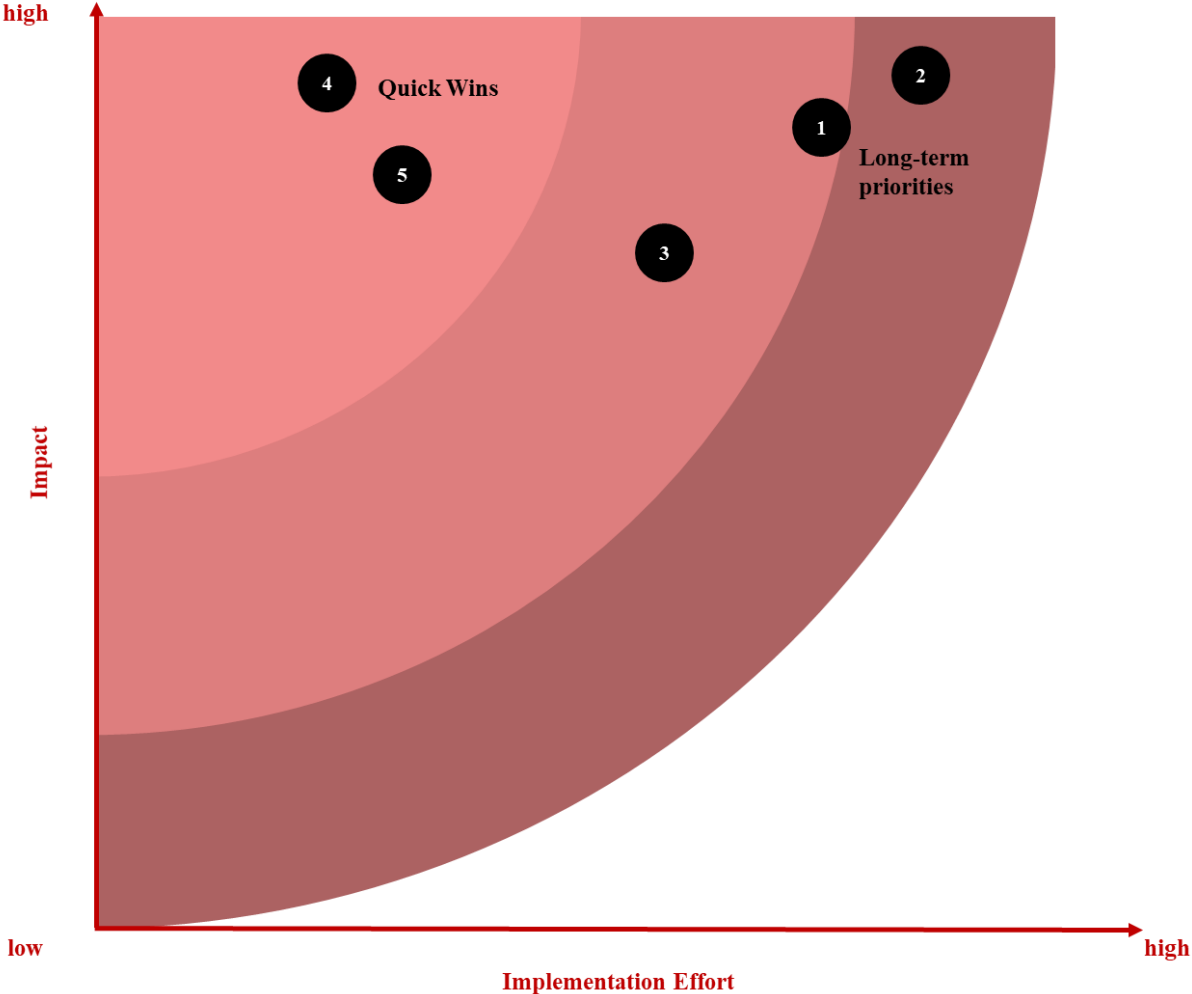 high
4
Quick Wins
2
1
Long-term
priorities
5
3
Impact
low
high
Implementation Effort